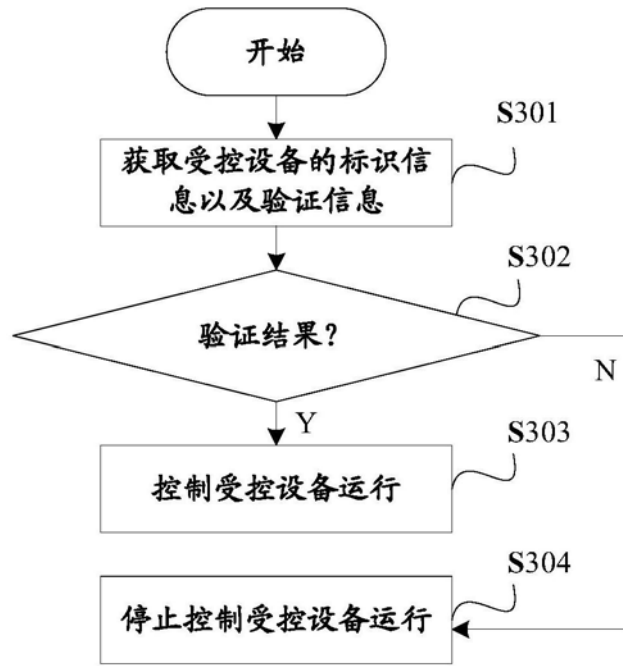 开始
S301
获取受控设备的标识信
息以及验证信息
S302
验证结果?
N
Y
S303
控制受控设备运行
S304
停止控制受控设备运行